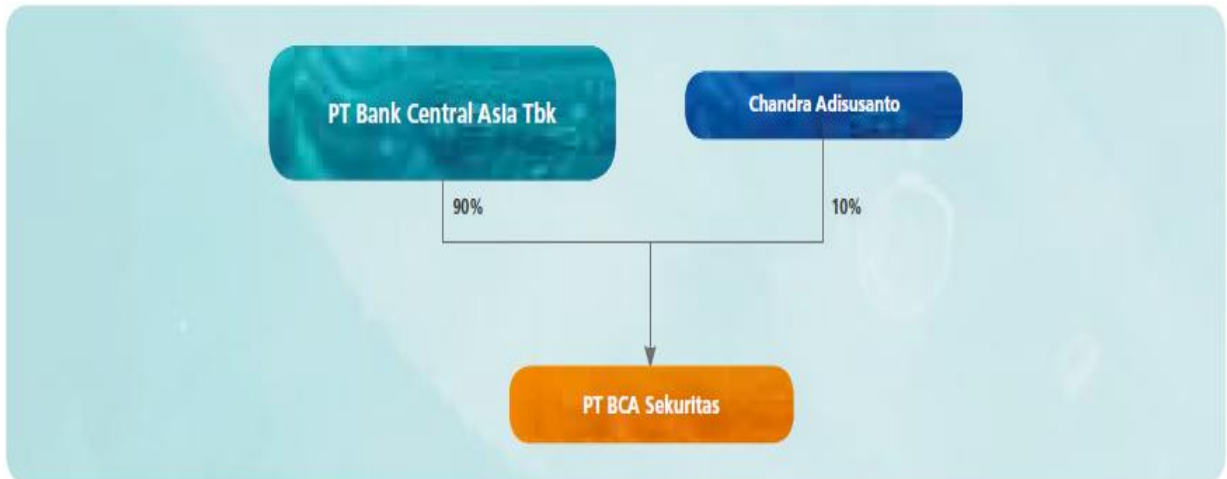 PT Bank Central Asia Tbk
Chandra Adisusanto
90%
10%
PT BCA Sekuritas